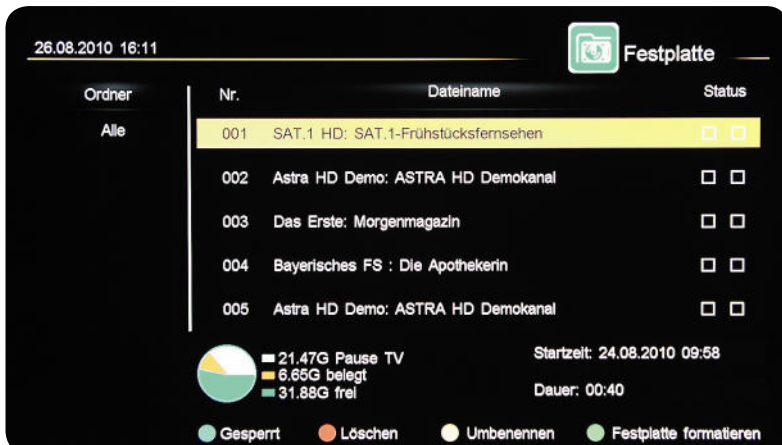 26.08.2010 16:11
Festplatte
Ordner
Nr. Dateiname Status
Alle
001 SAT.1 HD: SAT.1-Frühstücksfernsehen
002 Astra HD Demo: ASTRA HD Demokanal
003 Das Erste: Morgenmagazin
004 Bayerisches FS : Die Apothekerin
005 Astra HD Demo: ASTRA HD Demokanal
21.47G Pause TV
6.65G belegt
31.88G frei
Startzeit: 24.08.2010 09:58
Dauer: 00:40
Gesperrt Löschen Umbenennen Festplatte formatieren